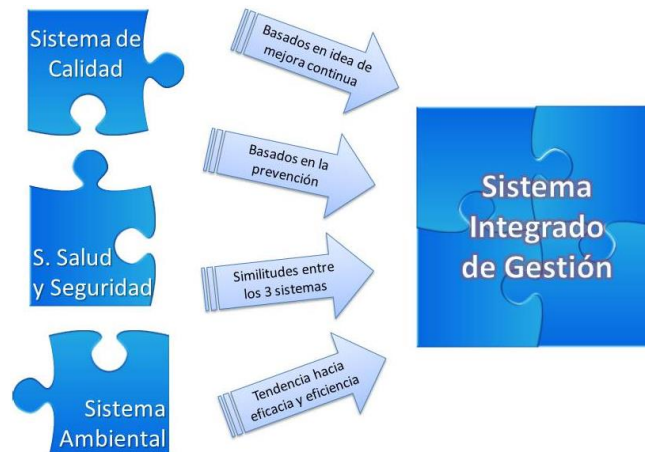 Sistema de
Calidad
S. Salud
y Seguridad
Sistema
Ambiental
Basados en idea de
mejora continua
Basados en la
prevención
Similitudes entre
los 3 sistemas
Tendencia hacia
eficacia y eficiencia
Sistema
Integrado
de Gestión